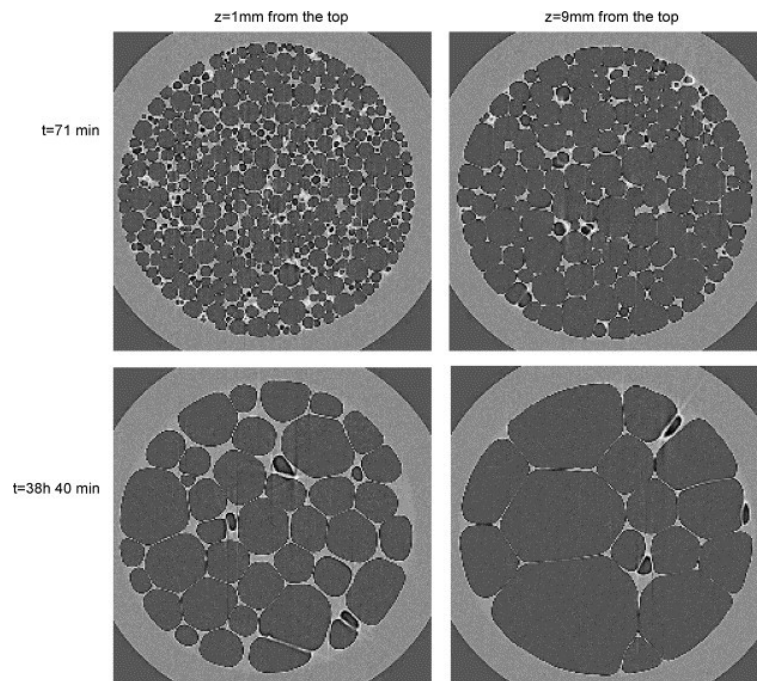 z=1mm from the top
z=9mm from the top
t=71 min
t=38h 40 min